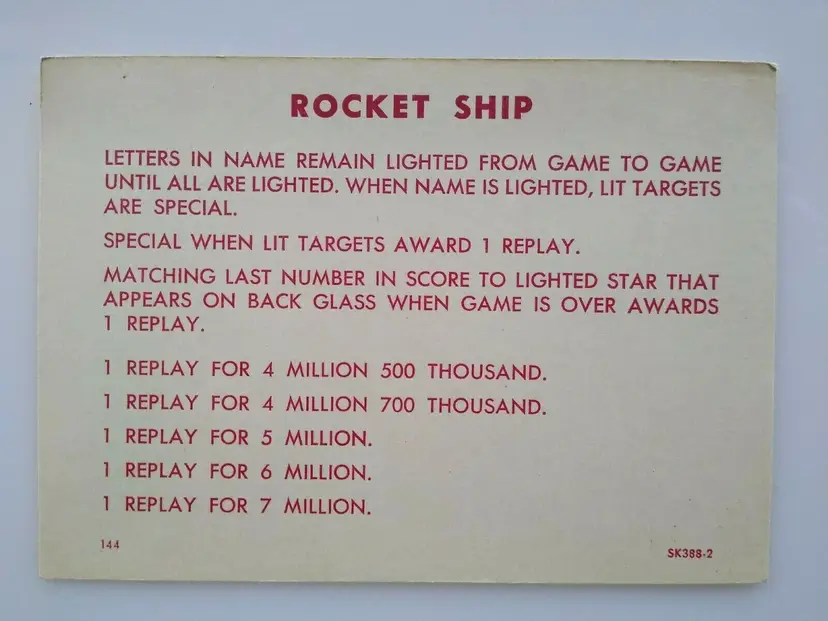 ROCKET SHIP
LETTERS IN NAME REMAIN LIGHTED FROM GAME TO GAME
UNTIL ALL ARE LIGHTED. WHEN NAME IS LIGHTED, LIT TARGETS
ARE SPECIAL.
SPECIAL WHEN LIT TARGETS AWARD 1 REPLAY.
MATCHING LAST NUMBER IN SCORE TO LIGHTED STAR THAT
APPEARS ON BACK GLASS WHEN GAME IS OVER AWARDS
1 REPLAY.
1 REPLAY FOR 4 MILLION 500 THOUSAND.
1 REPLAY FOR 4 MILLION 700 THOUSAND.
1 REPLAY FOR 5 MILLION.
1 REPLAY FOR 6 MILLION.
1 REPLAY FOR 7 MILLION.
144
SK388-2